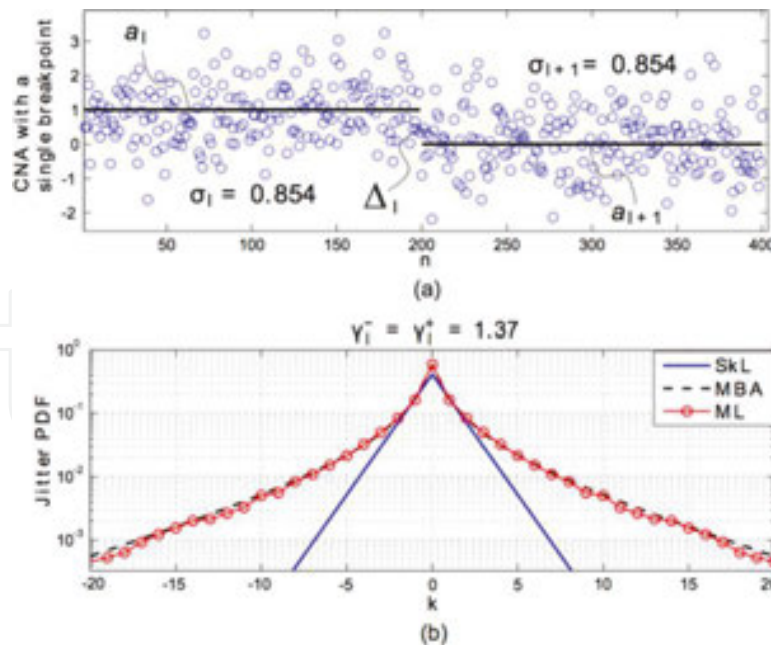 CNA with a
single breakpoint
3
2
1
0
-1
-2
a_l
σ_l+1 = 0.854
σ_l = 0.854
Δ_l
a_l+1
50 100 150 200 250 300 350 400
n
(a)
γ_l^- = γ_l^+ = 1.37
Jitter PDF
10^0
10^-1
10^-2
10^-3
SkL
MBA
ML
-20 -15 -10 -5 0 5 10 15 20
k
(b)